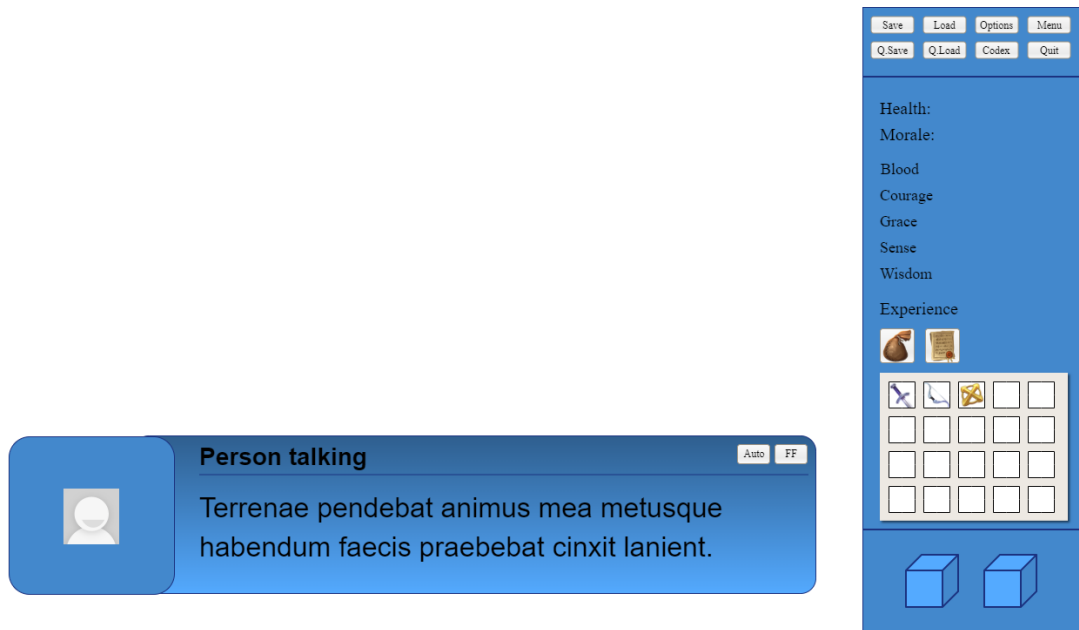 Save Load Options Menu
Q.Save Q.Load Codex Quit
Health:
Morale:
Blood
Courage
Grace
Sense
Wisdom
Experience
Person talking
Auto FF
Terrenae pendebat animus mea metusque
habendum faecis praebebat cinxit lanient.